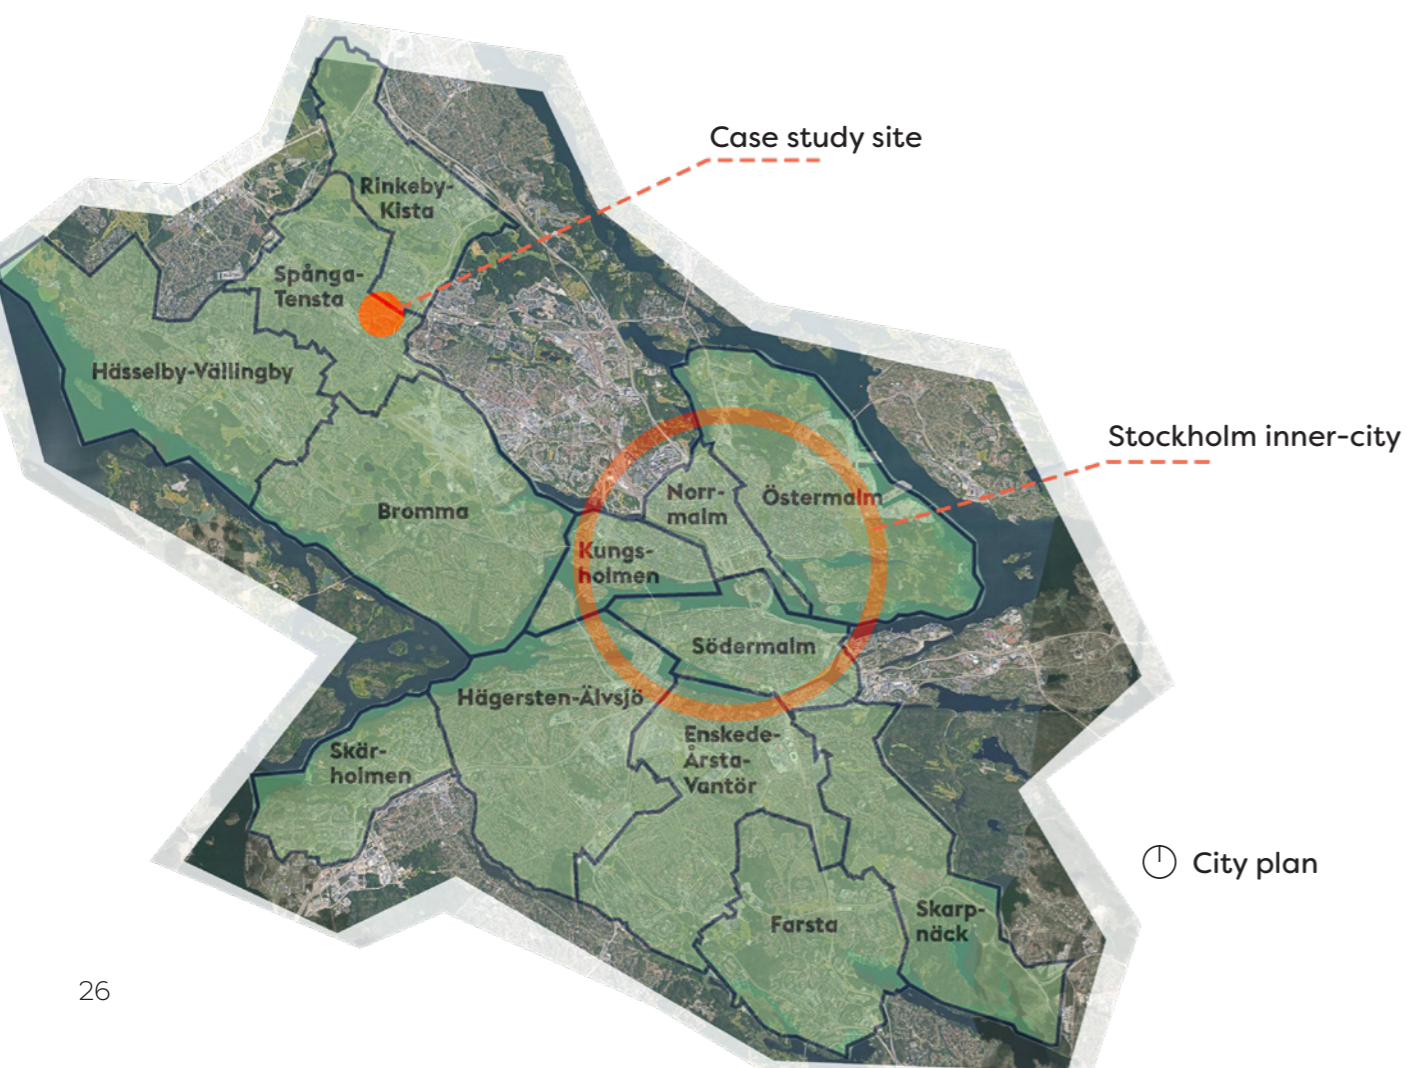 Case study site
Rinkeby-
Kista
Spånga-
Tensta
Hässelby-Vällingby
Stockholm inner-city
Norr-
malm
Östermalm
Bromma
Kungs-
holmen
Södermalm
Hägersten-Älvsjö
Enskede-
Årsta-
Vantör
Skär-
holmen
City plan
Farsta
Skarp-
näck
26